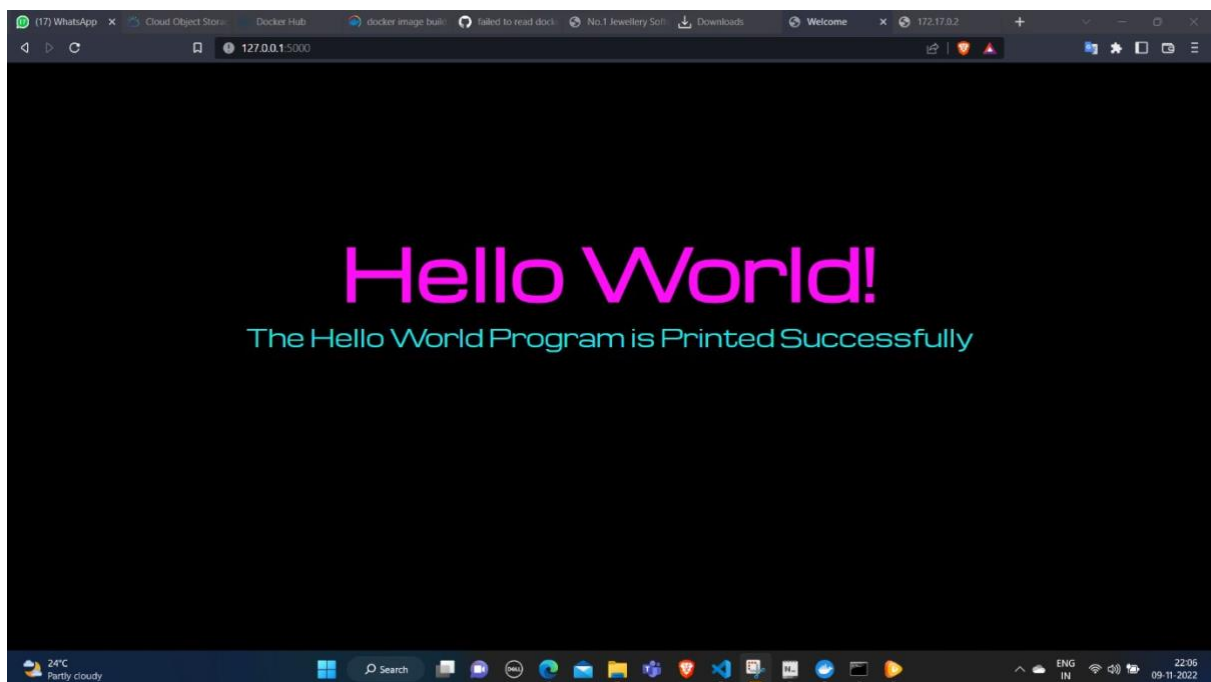 (17) WhatsApp
Cloud Object Stora
Docker Hub
docker image buil
failed to read dock
No.1 Jewellery Soft
Downloads
Welcome
172.17.0.2
127.0.0.1:5000
Hello World!
The Hello World Program is Printed Successfully
24°C
Partly cloudy
Search
DELL
ENG
IN
22:06
09-11-2022